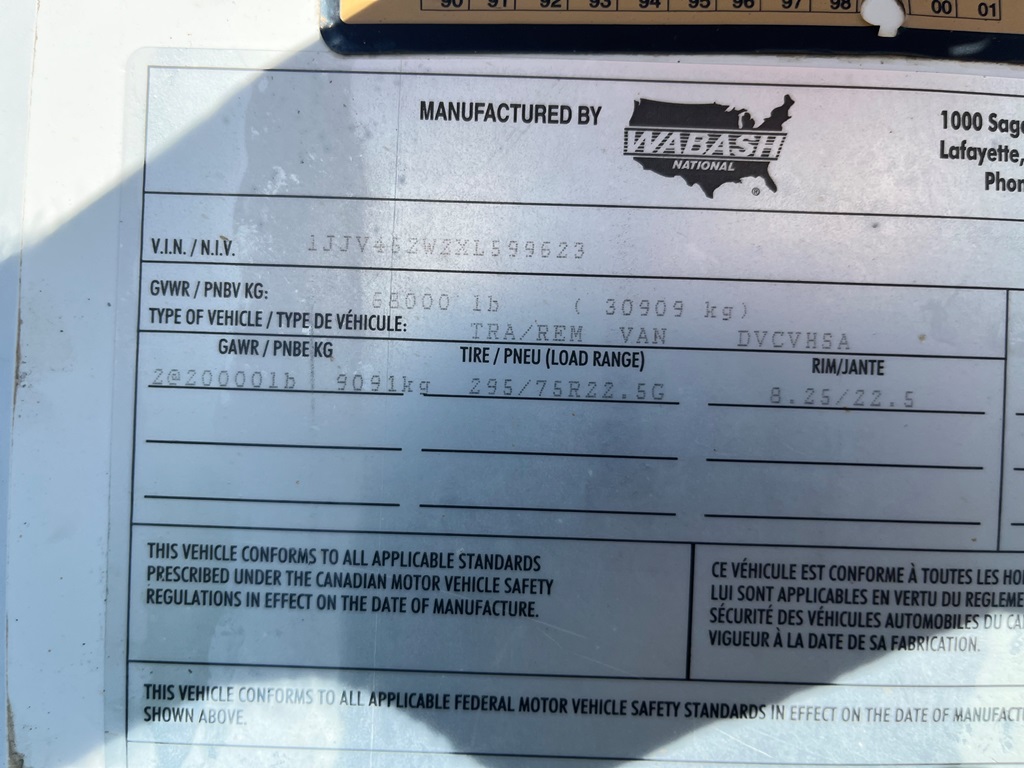 90 91 92 93 94 95 96 97 98 00 01
MANUFACTURED BY
WABASH
NATIONAL
®
1000
Lafayette,
V.I.N. / N.I.V. 1JJV452W2XL599623
GVWR / PNBV KG: 68000 lb ( 30909 kg)
TYPE OF VEHICLE / TYPE DE VÉHICULE: TRA/REM VAN DVCVHSA
GAWR / PNBE KG TIRE / PNEU (LOAD RANGE) RIM/JANTE
2@20000lb 9091kg 295/75R22.5G 8.25/22.5
THIS VEHICLE CONFORMS TO ALL APPLICABLE STANDARDS
PRESCRIBED UNDER THE CANADIAN MOTOR VEHICLE SAFETY
REGULATIONS IN EFFECT ON THE DATE OF MANUFACTURE.
CE VÉHICULE EST CONFORME À TOUTES LES
LUI SONT APPLICABLES EN VERTU DU
SÉCURITÉ DES VÉHICULES AUTOMOBILES DU
VIGUEUR À LA DATE DE SA FABRICATION.
THIS VEHICLE CONFORMS TO ALL APPLICABLE FEDERAL MOTOR VEHICLE SAFETY STANDARDS IN EFFECT ON THE DATE OF
SHOWN ABOVE.